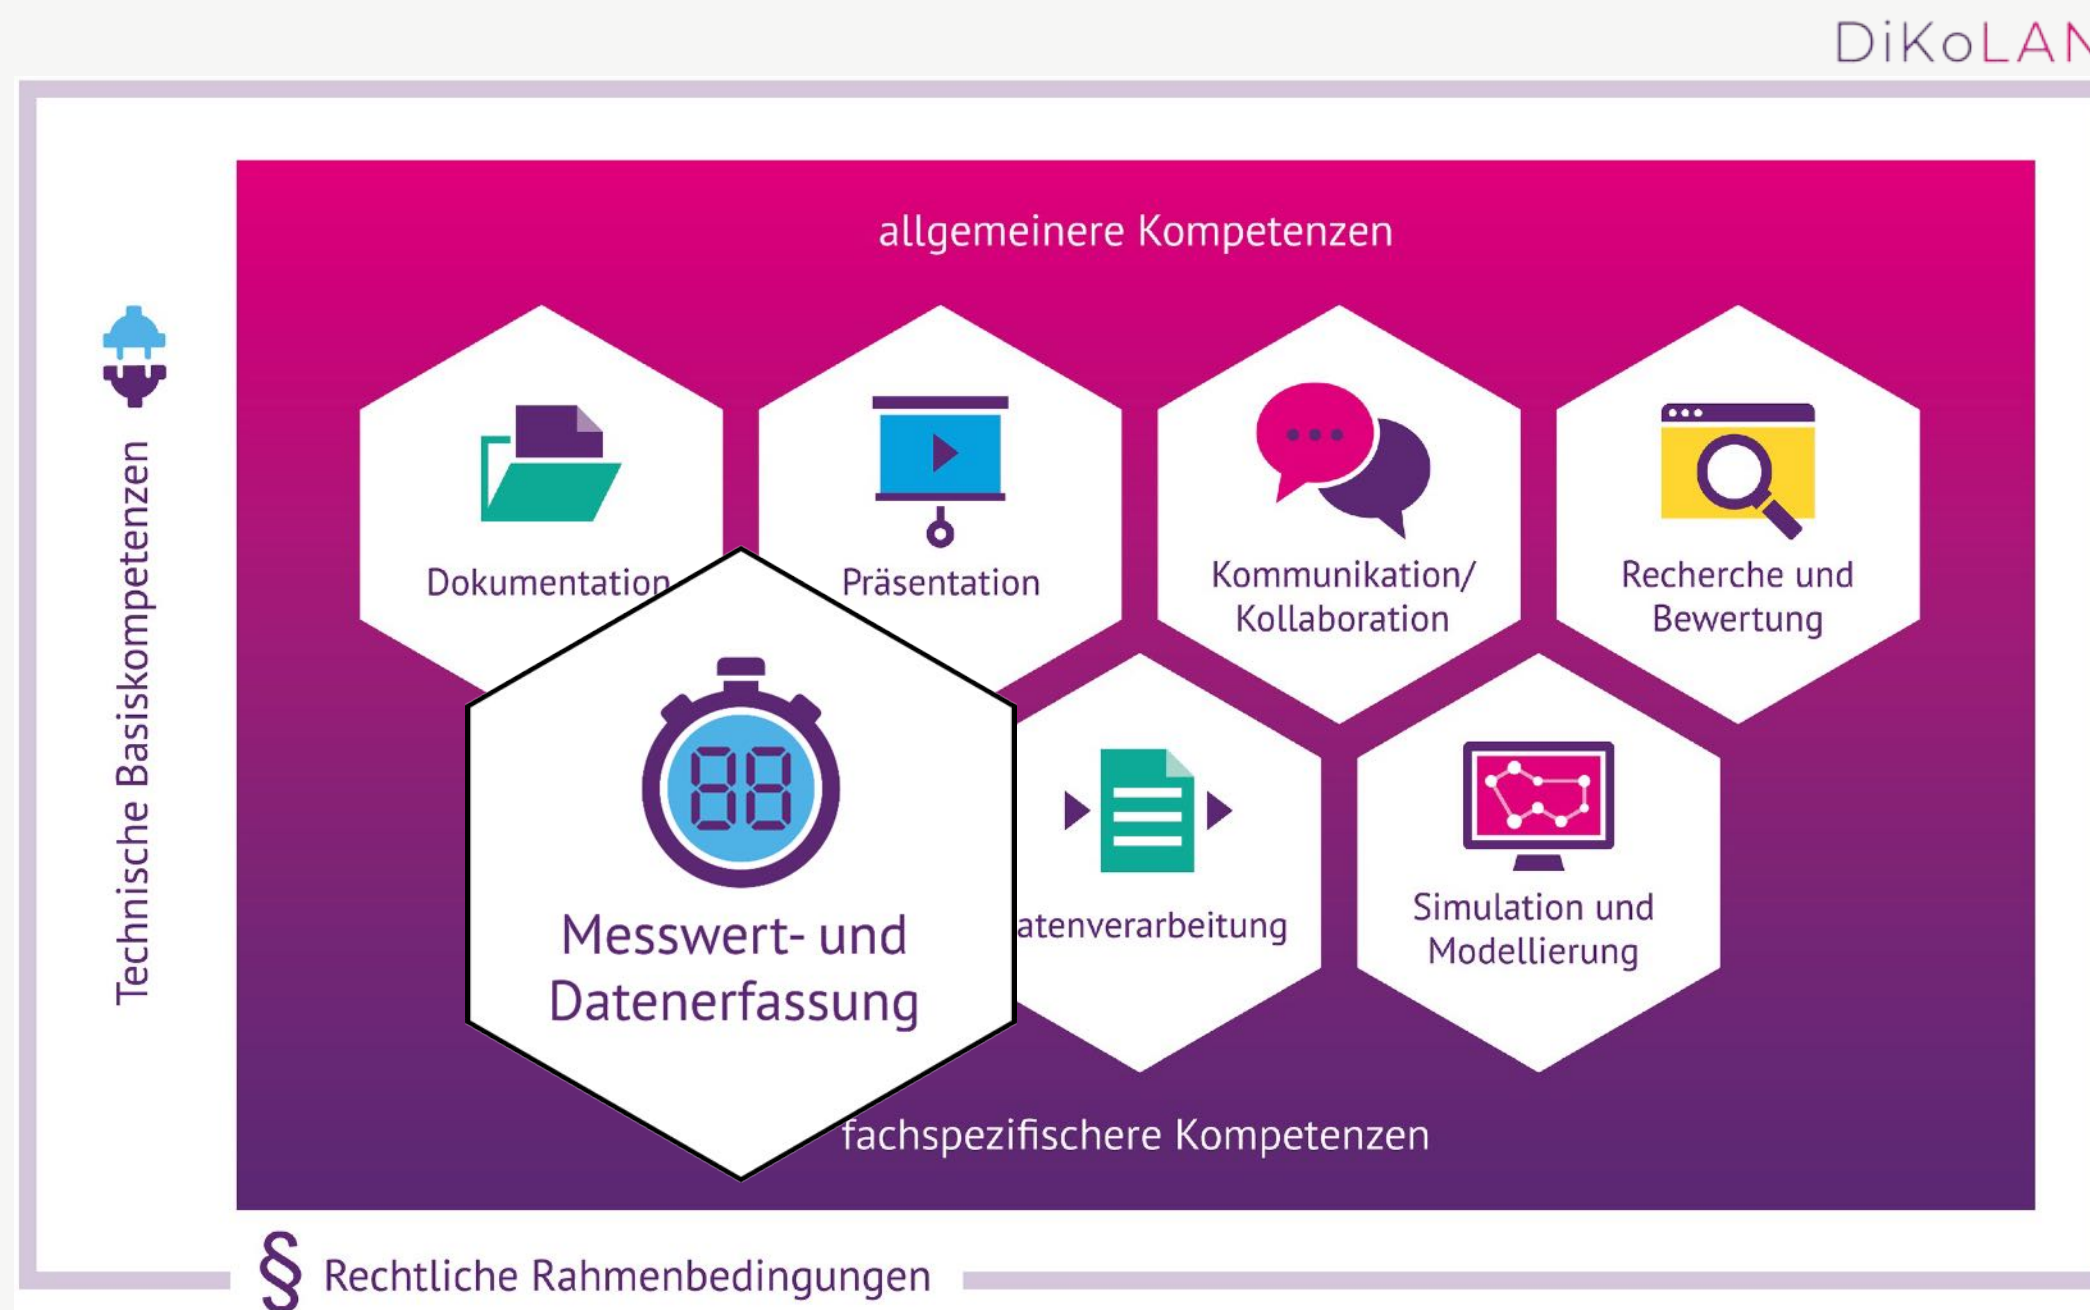 DiKoLAN
allgemeinere Kompetenzen
Technische Basiskompetenzen
Dokumentation
Präsentation
Kommunikation/
Kollaboration
Recherche und
Bewertung
88
Messwert- und
Datenerfassung
atenverarbeitung
Simulation und
Modellierung
fachspezifischere Kompetenzen
§ Rechtliche Rahmenbedingungen